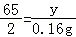 65/2 = y/0.16g